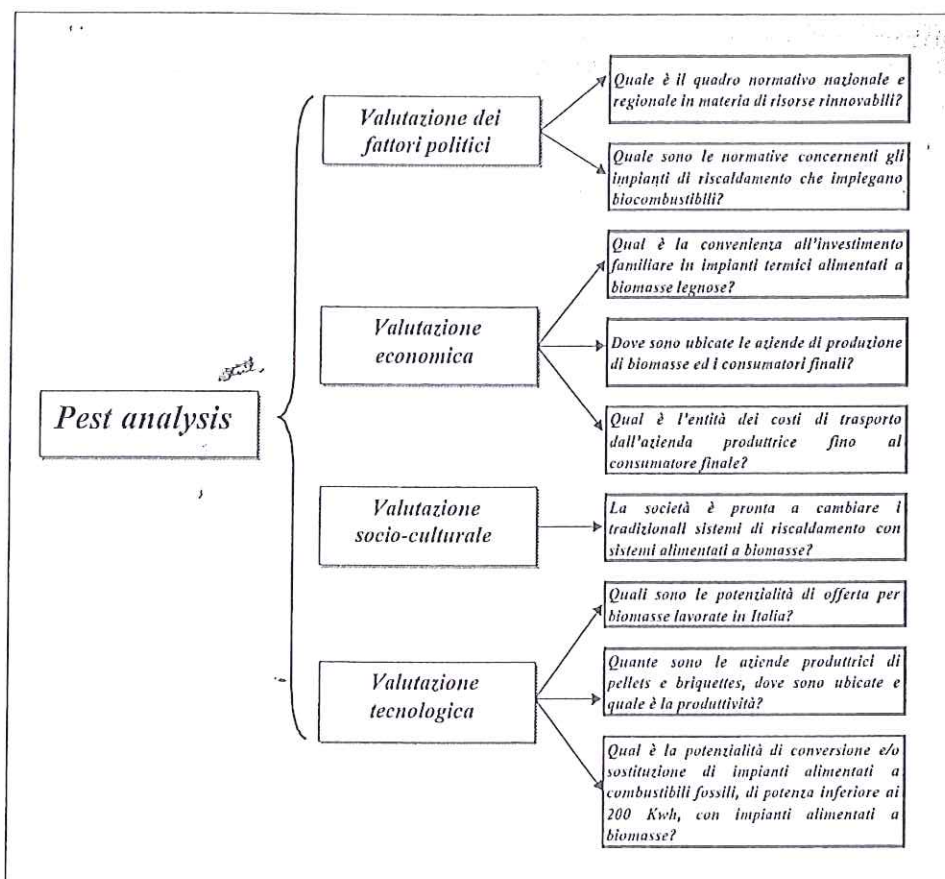 Pest analysis
Valutazione dei
fattori politici
Quale è il quadro normativo nazionale e
regionale in materia di risorse rinnovabili?
Quale sono le normative concernenti gli
impianti di riscaldamento che impiegano
biocombustibili?
Valutazione
economica
Qual è la convenienza all'investimento
familiare in impianti termici alimentati a
biomasse legnose?
Dove sono ubicate le aziende di produzione
di biomasse ed i consumatori finali?
Qual è l'entità dei costi di trasporto
dall'azienda produttrice fino al
consumatore finale?
Valutazione
socio-culturale
La società è pronta a cambiare i
tradizionali sistemi di riscaldamento con
sistemi alimentati a biomasse?
Valutazione
tecnologica
Quali sono le potenzialità di offerta per
biomasse lavorate in Italia?
Quante sono le aziende produttrici di
pellets e briquettes, dove sono ubicate e
quale è la produttività?
Qual è la potenzialità di conversione e/o
sostituzione di impianti alimentati a
combustibili fossili, di potenza inferiore ai
200 Kwh, con impianti alimentati a
biomasse?